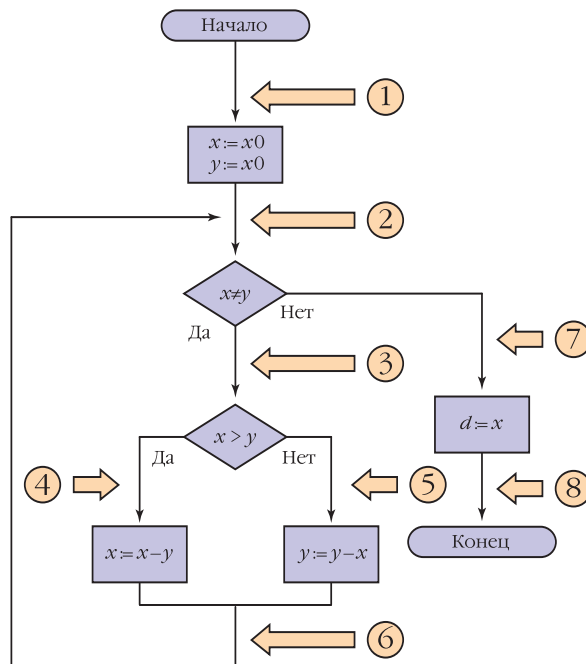 Начало
1
x:= x0
y:= x0
2
x≠y
Нет
Да
7
3
d:= x
x > y
Да
Нет
4
5
8
x:= x–y
y:= y–x
Конец
6